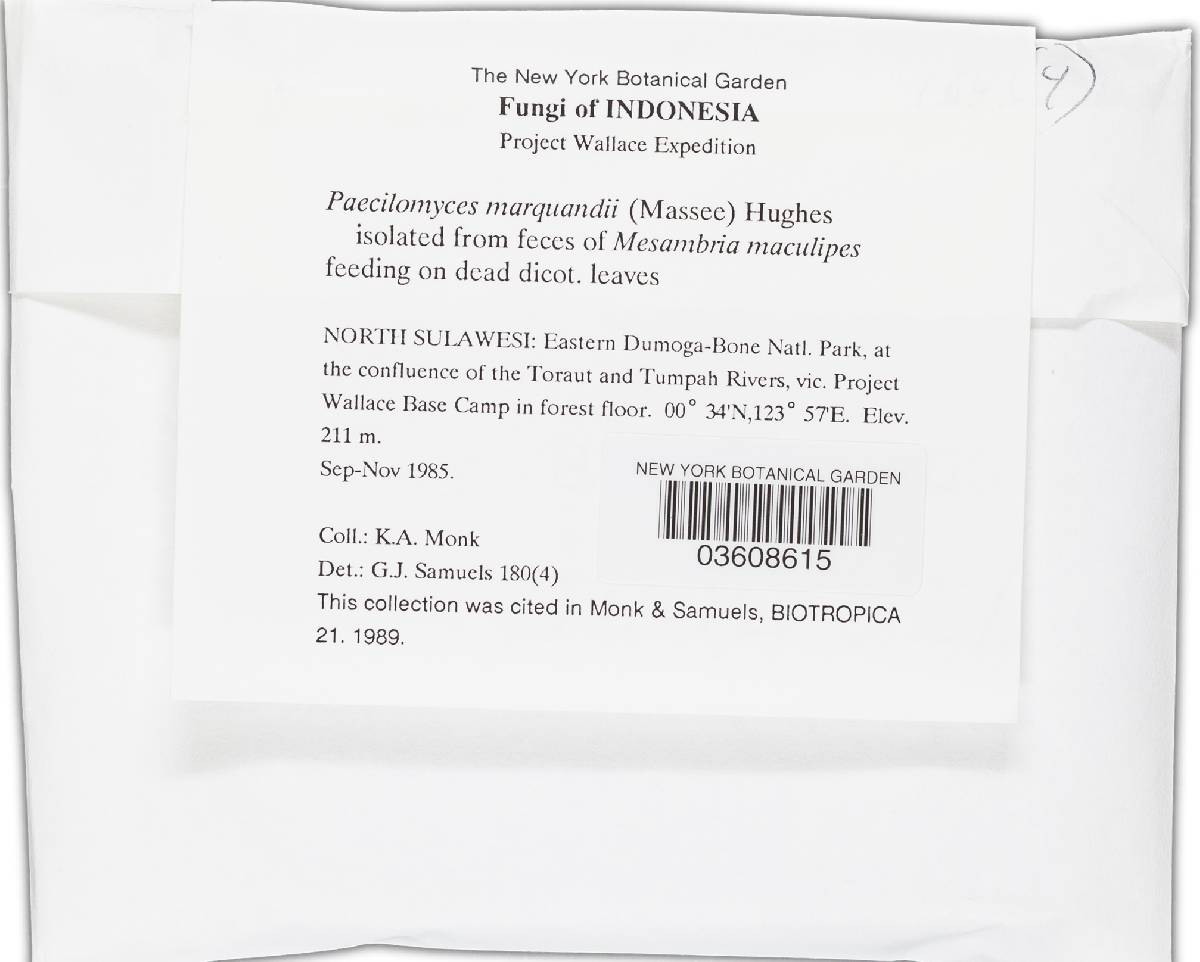 The New York Botanical Garden
Fungi of INDONESIA
Project Wallace Expedition
Paecilomyces marquandii (Massee) Hughes
isolated from feces of Mesambria maculipes
feeding on dead dicot. leaves
NORTH SULAWESI: Eastern Dumoga-Bone Natl. Park, at
the confluence of the Toraut and Tumpah Rivers, vic. Project
Wallace Base Camp in forest floor. 00° 34'N,123° 57'E. Elev.
211 m.
Sep-Nov 1985.
NEW YORK BOTANICAL GARDEN
03608615
Coll.: K.A. Monk
Det.: G.J. Samuels 180(4)
This collection was cited in Monk & Samuels, BIOTROPICA
21. 1989.
4)